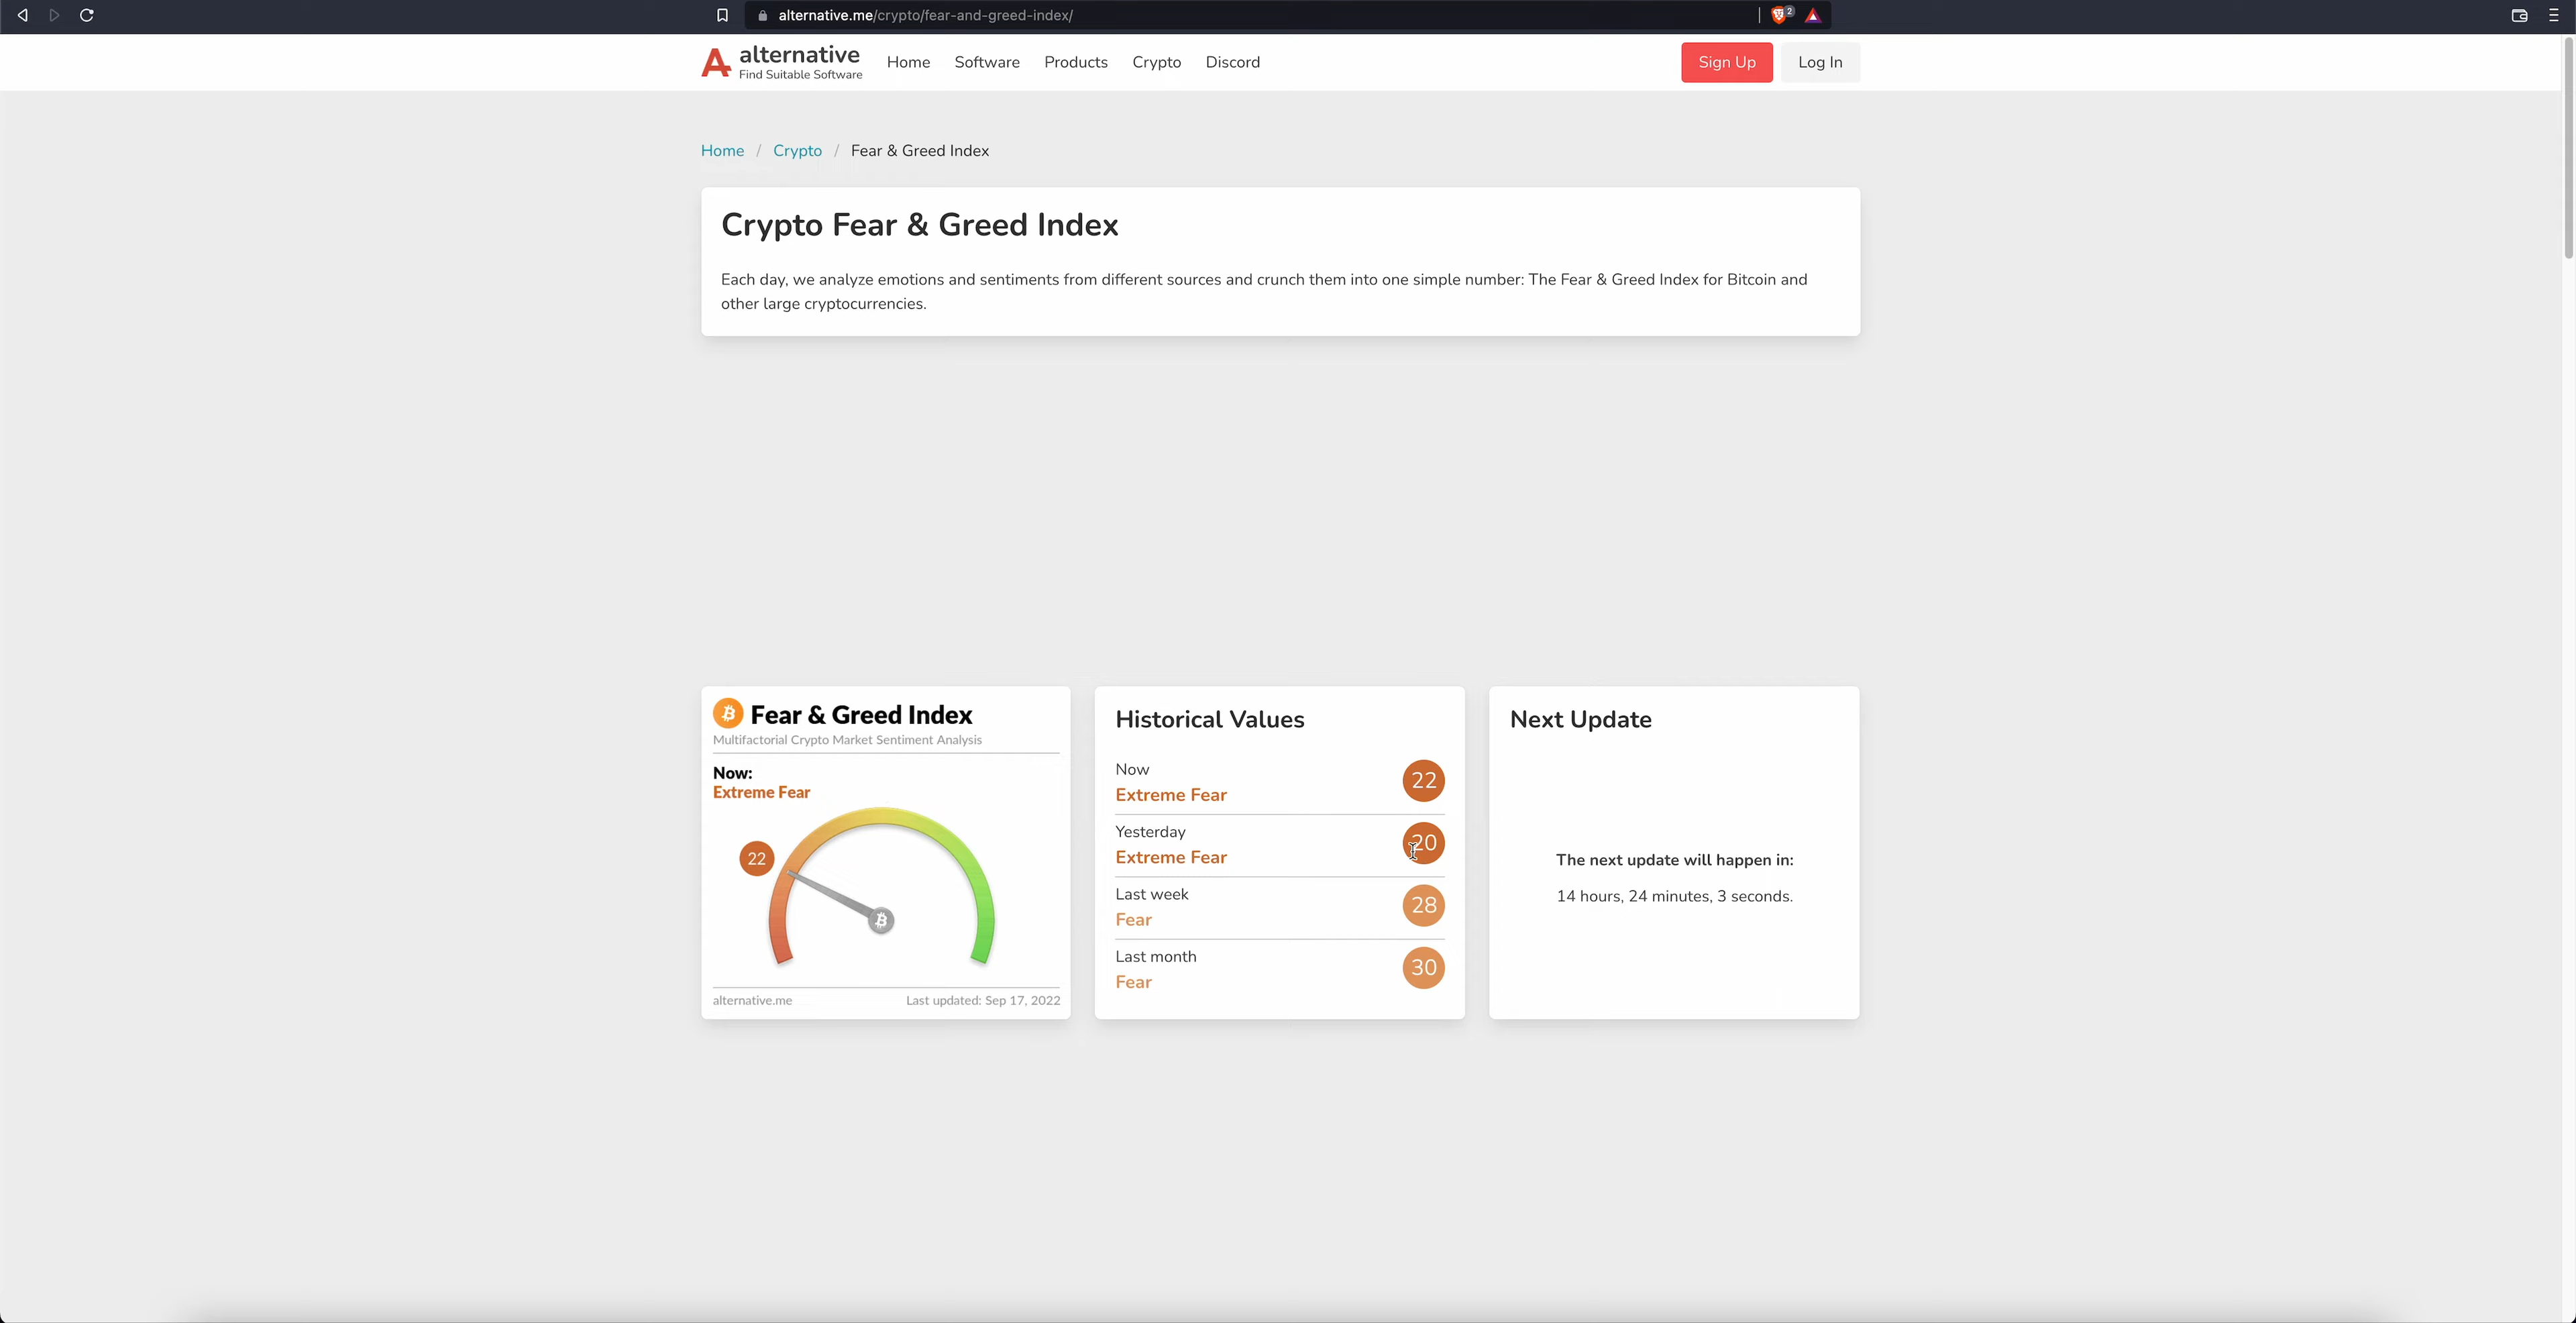 alternative.me/crypto/fear-and-greed-index/
2
alternative
Find Suitable Software
Home
Software
Products
Crypto
Discord
Sign Up
Log In
Home / Crypto / Fear & Greed Index
Crypto Fear & Greed Index
Each day, we analyze emotions and sentiments from different sources and crunch them into one simple number: The Fear & Greed Index for Bitcoin and
other large cryptocurrencies.
Fear & Greed Index
Multifactorial Crypto Market Sentiment Analysis
Now:
Extreme Fear
22
alternative.me
Last updated: Sep 17, 2022
Historical Values
Now
Extreme Fear
22
Yesterday
Extreme Fear
20
Last week
Fear
28
Last month
Fear
30
Next Update
The next update will happen in:
14 hours, 24 minutes, 3 seconds.